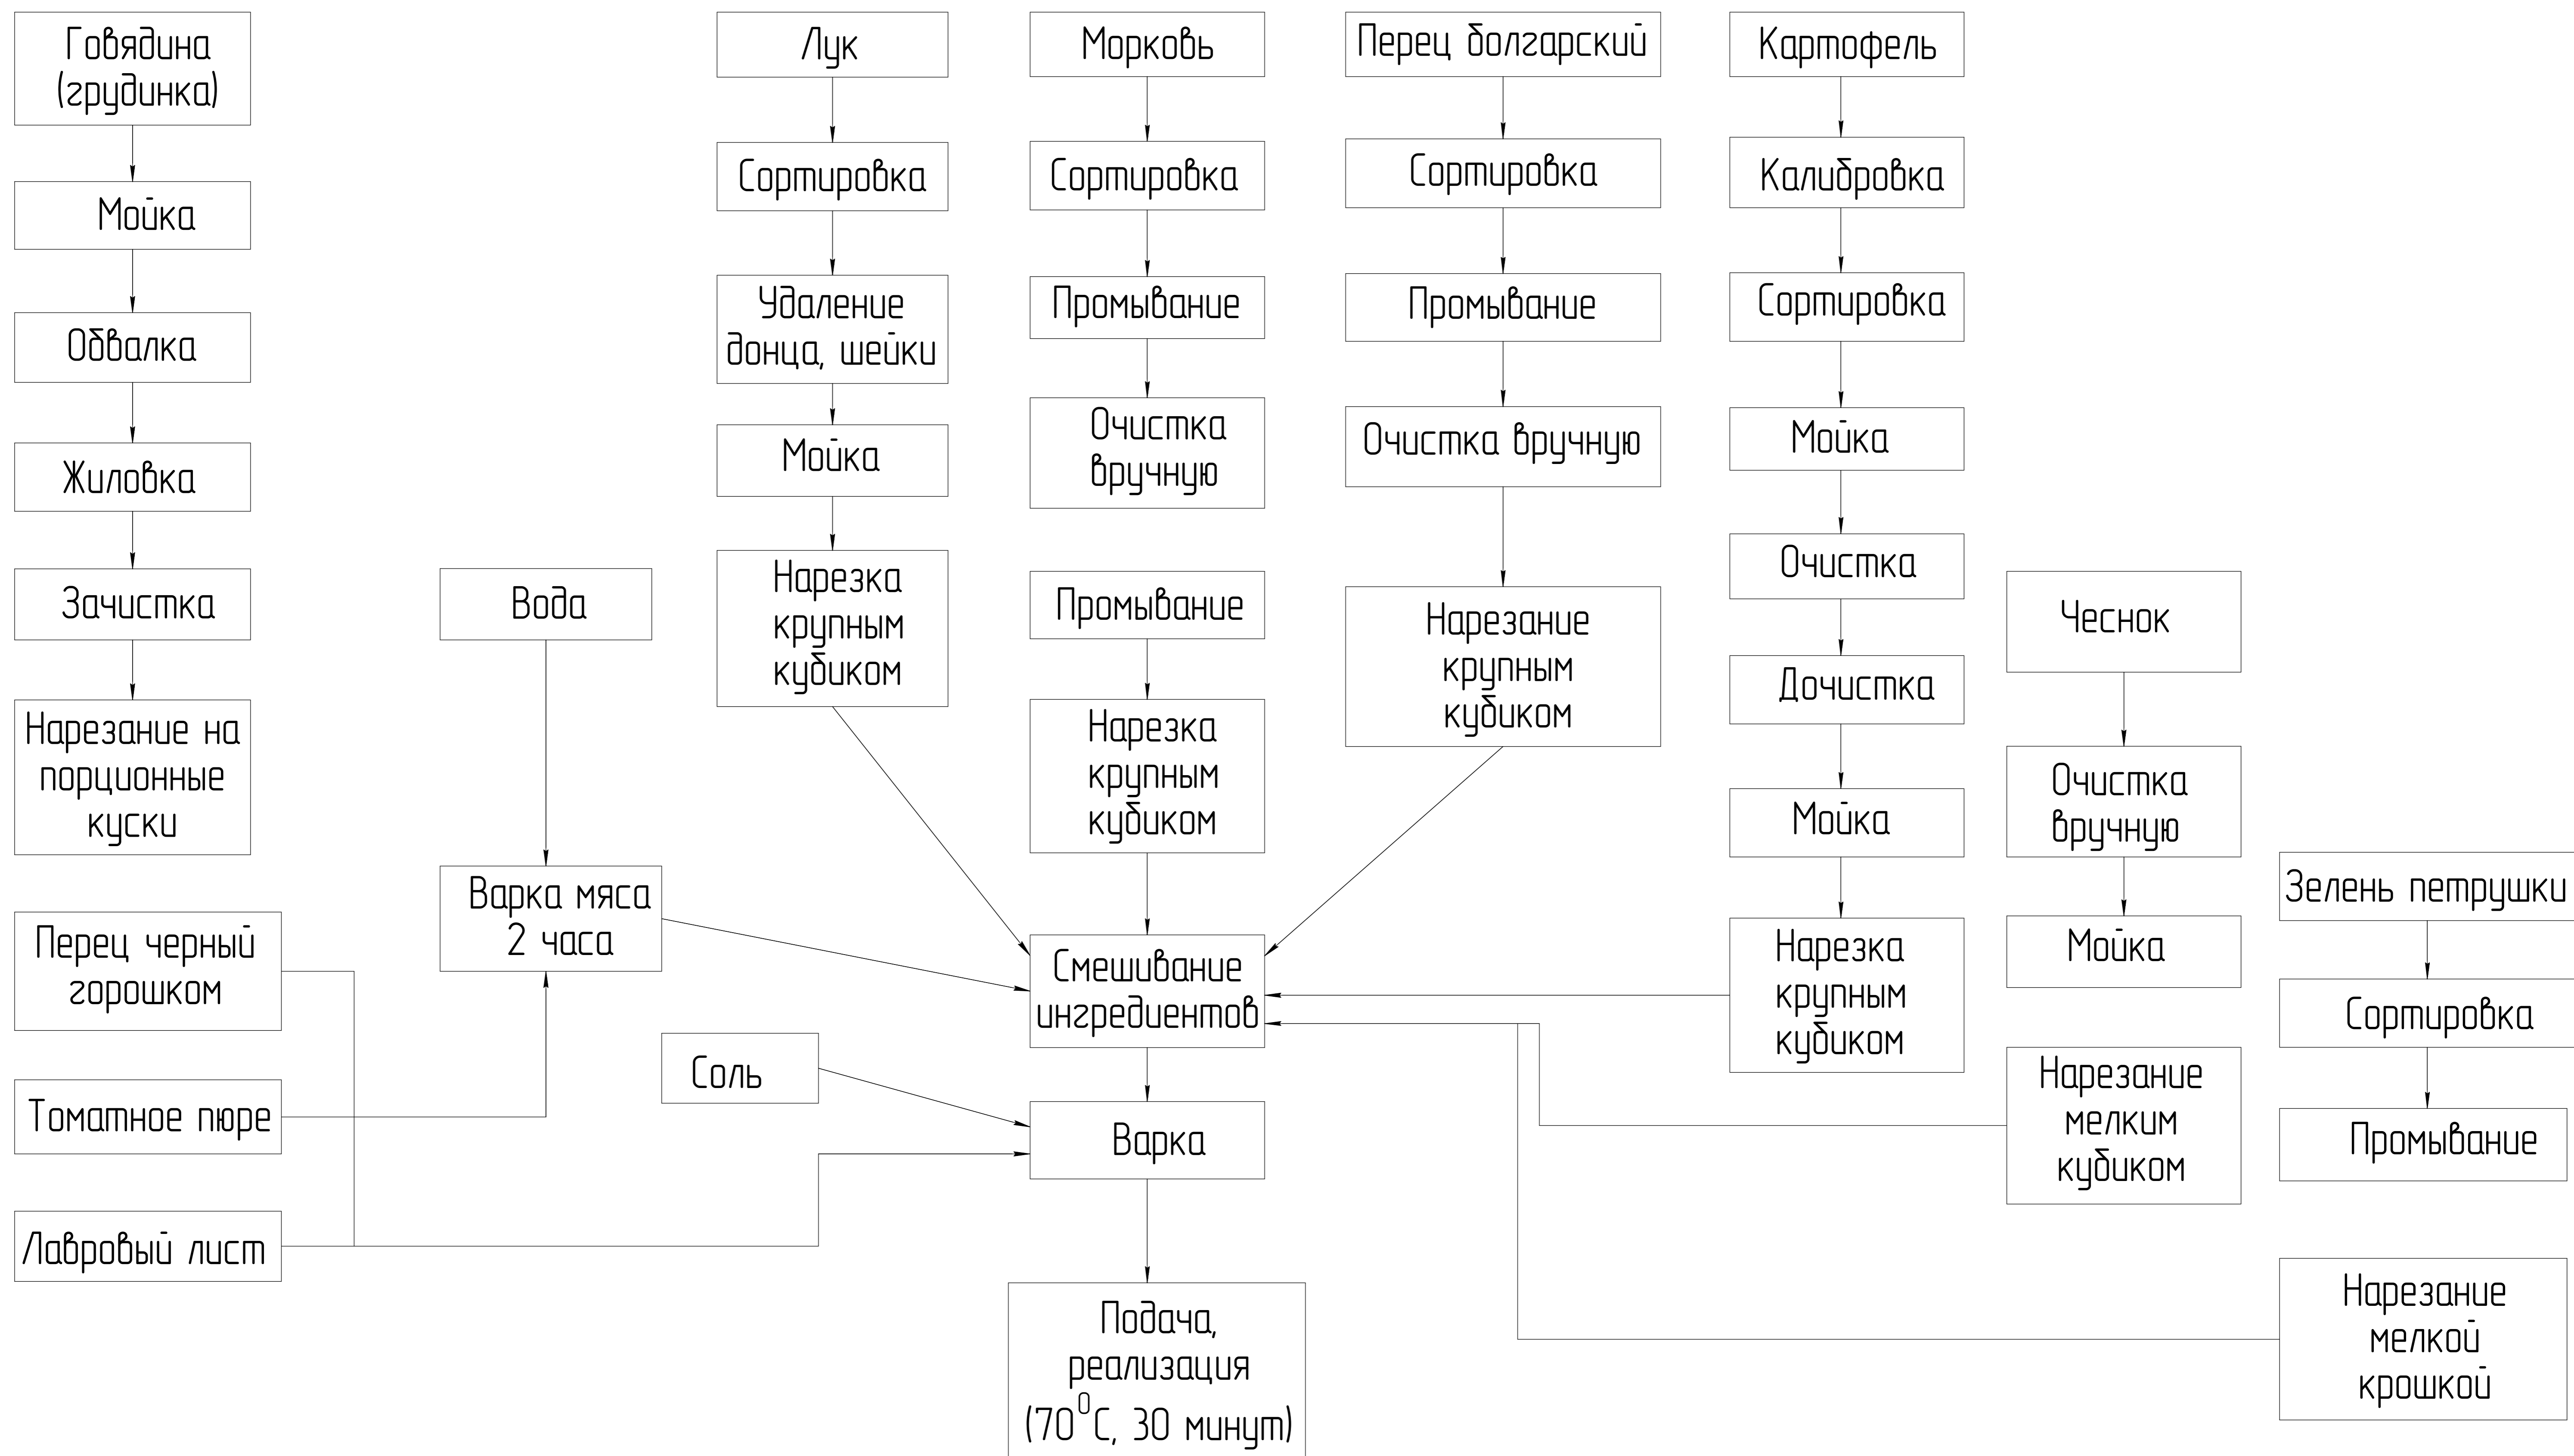 Говядина
(грудинка)
Мойка
Обвалка
Жиловка
Зачистка
Нарезание на
порционные
куски
Перец черный
горошком
Томатное пюре
Лавровый лист
Вода
Варка мяса
2 часа
Соль
Лук
Сортировка
Удаление
донца, шейки
Мойка
Нарезка
крупным
кубиком
Морковь
Сортировка
Промывание
Очистка
вручную
Промывание
Нарезка
крупным
кубиком
Смешивание
ингредиентов
Варка
Подача,
реализация
(70⁰С, 30 минут)
Перец болгарский
Сортировка
Промывание
Очистка вручную
Нарезание
крупным
кубиком
Картофель
Калибровка
Сортировка
Мойка
Очистка
Дочистка
Мойка
Нарезка
крупным
кубиком
Чеснок
Очистка
вручную
Мойка
Нарезание
мелким
кубиком
Зелень петрушки
Сортировка
Промывание
Нарезание
мелкой
крошкой